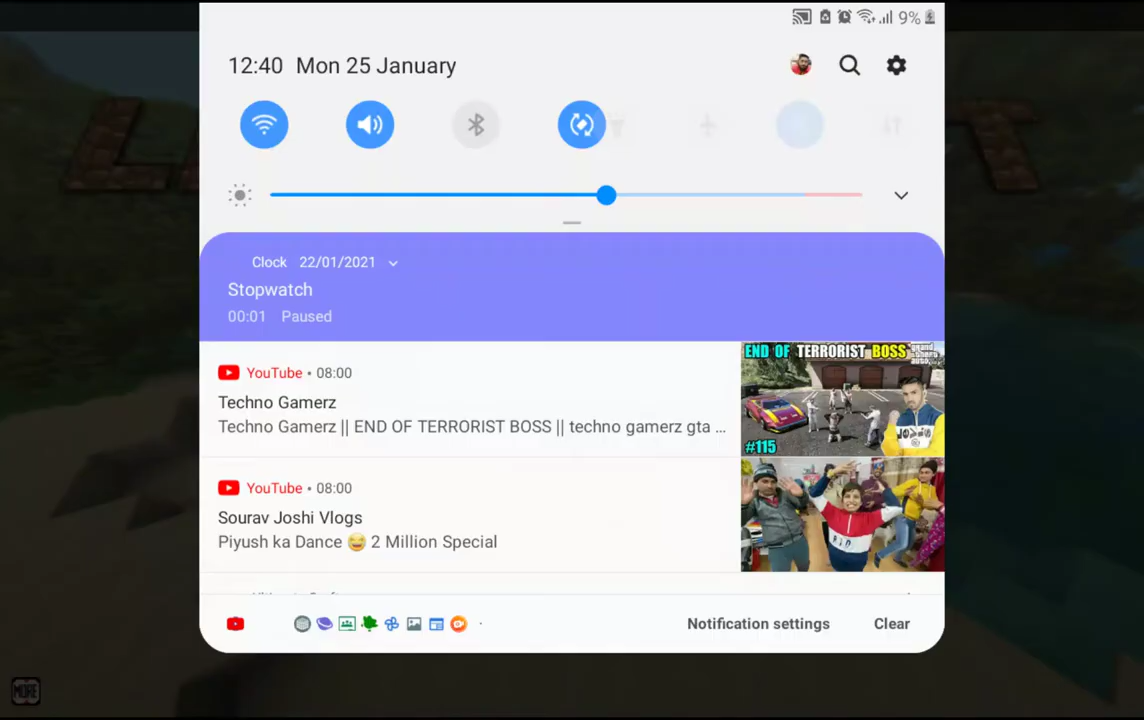 9%
12:40 Mon 25 January
Clock 22/01/2021
Stopwatch
00:01 Paused
YouTube • 08:00
Techno Gamerz
Techno Gamerz || END OF TERRORIST BOSS || techno gamerz gta ...
END OF TERRORIST BOSS
#115
YouTube • 08:00
Sourav Joshi Vlogs
Piyush ka Dance 😂 2 Million Special
Notification settings Clear
MORE